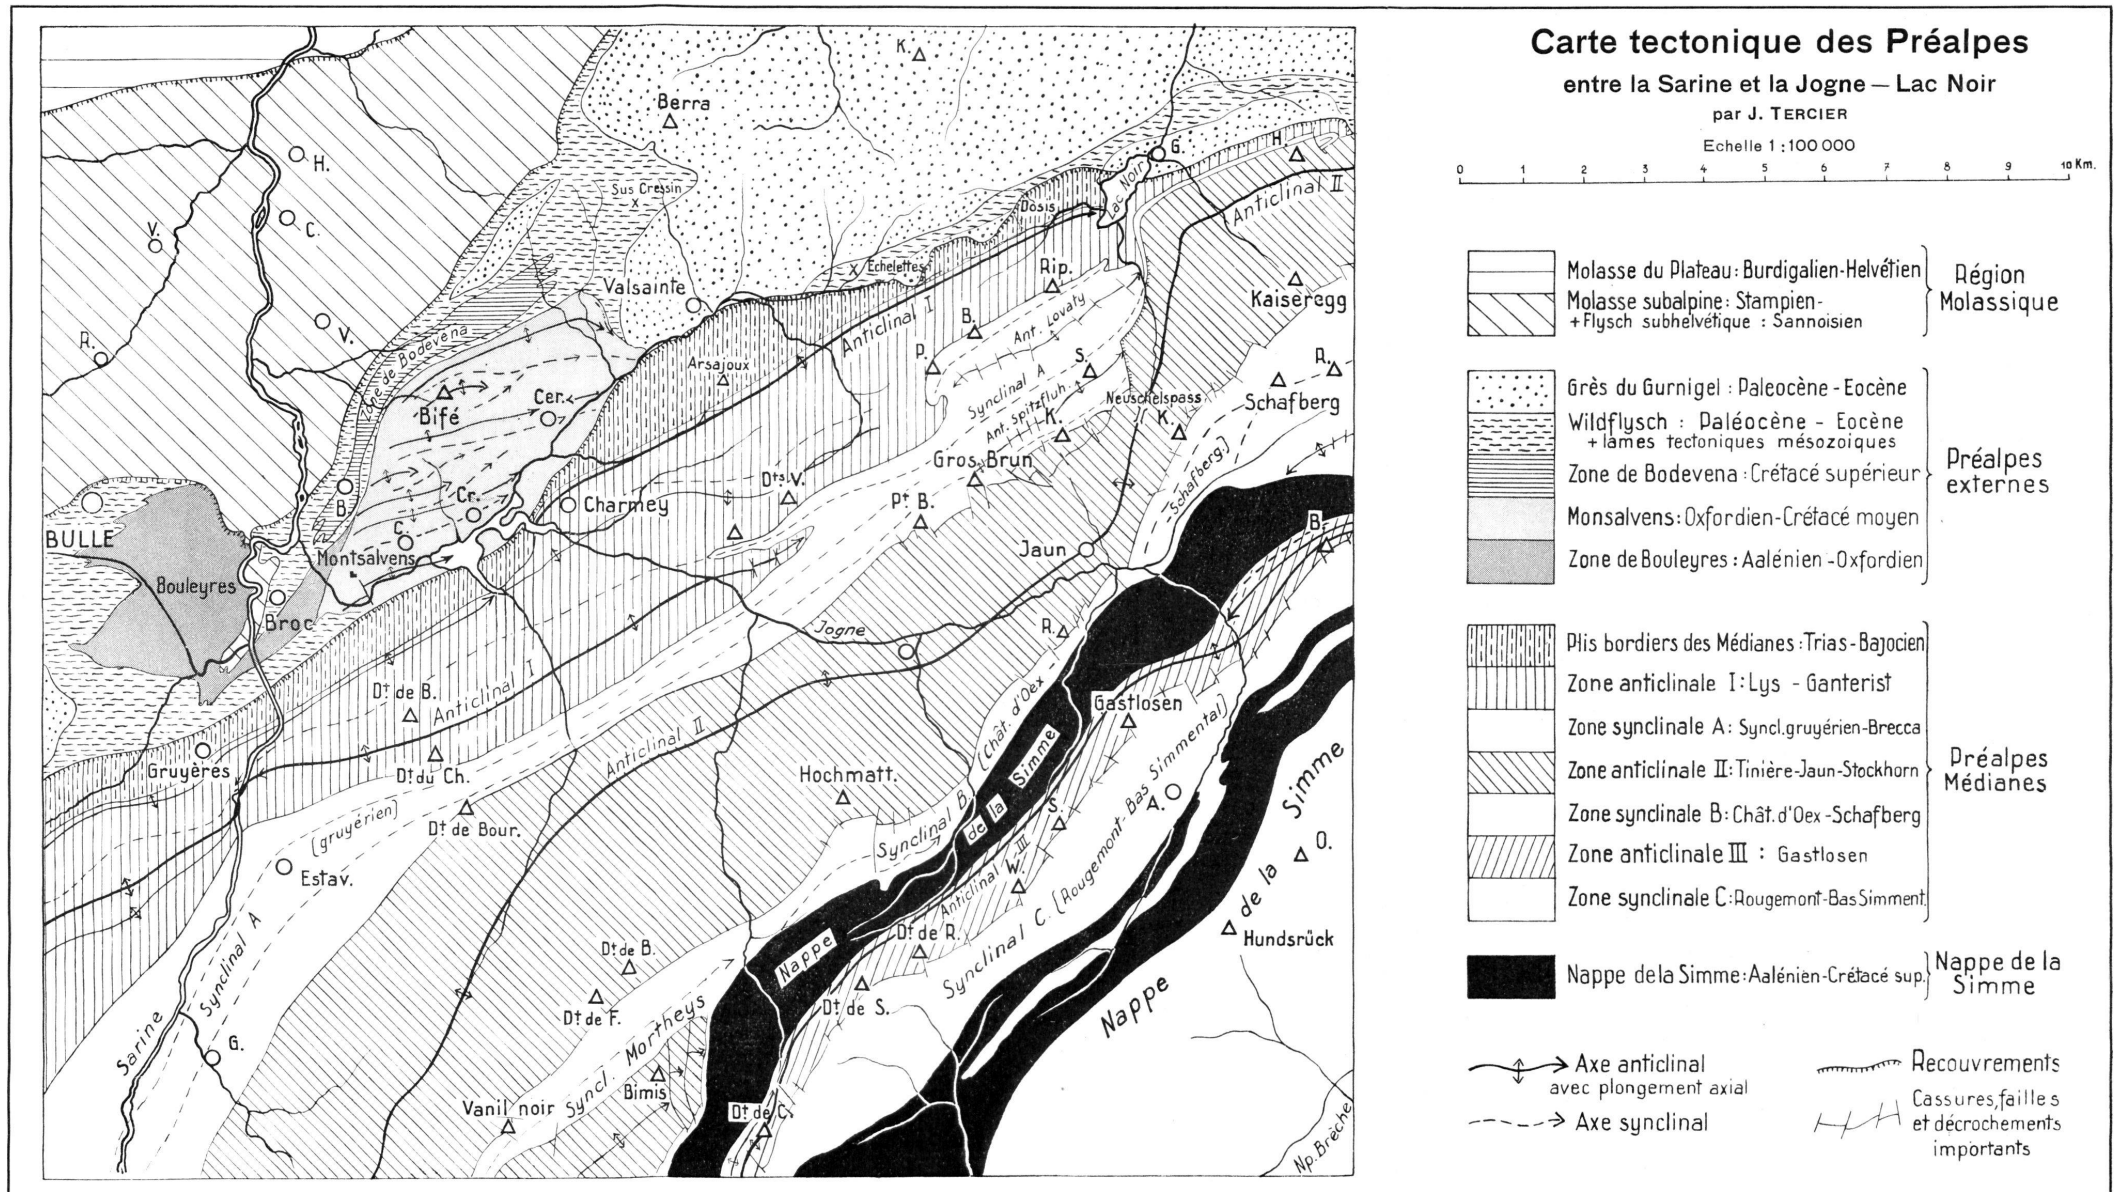 Carte tectonique des Préalpes
entre la Sarine et la Jogne — Lac Noir
par J. TERCIER
Echelle 1:100 000
0 1 2 3 4 5 6 7 8 9 10 Km.
Molasse du Plateau: Burdigalien-Helvétien
Molasse subalpine: Stampien-
+Flysch subhelvétique : Sannoisien
Région
Molassique
Grès du Gurnigel: Paleocène-Eocène
Wildflysch : Paléocène - Eocène
+ lames tectoniques mésozoiques
Zone de Bodevena: Crétacé supérieur
Monsalvens: Oxfordien-Crétacé moyen
Zone de Bouleyres: Aalénien-Oxfordien
Préalpes
externes
Plis bordiers des Médianes: Trias-Bajocien
Zone anticlinale I: Lys - Ganterist
Zone synclinale A: Syncl. gruyérien-Brecca
Zone anticlinale II: Tinière-Jaun-Stockhorn
Zone synclinale B: Chât. d'Oex-Schafberg
Zone anticlinale III : Gastlosen
Zone synclinale C: Rougemont-Bas Simment.
Préalpes
Médianes
Nappe de la Simme: Aalénien-Crétacé sup.
Nappe de la
Simme
Axe anticlinal
avec plongement axial
Axe synclinal
Recouvrements
Cassures, failles
et décrochements
importants
K.
Berra
H.
G.
H.
Sus Cressin
Lac Noir
Anticlinal II
C.
V.
Dosis
Echelettes
Rip.
Kaiseregg
Valsainte
V.
B.
Anticlinal I
Ant. Lovaty
R.
Zone de Bodevena
Arsajoux
P.
S.
R.
Synclinal A
Schafberg
Bifé
Cer.
Ant. Spitzfluh
Neuschelspass
K.
K.
Gros Brun
[Schafberg]
B.
Cr.
Charmey
Dts. V.
Pt B.
BULLE
C.
B.
Montsalvens
Jaun
Bouleyres
Broc
Jogne
R.
Dt de B.
Anticlinal I
Anticlinal II
[Chât. d'Oex]
Gastlosen
Gruyères
Dt du Ch.
Hochmatt.
Simme
[Rougemont-Bas Simmental]
A.
Simme
Dt de Bour.
[gruyérien]
Synclinal B
de la
S.
Estav.
O.
Anticlinal III
W.
de la
Synclinal A
Dt de B.
Nappe
Dt de R.
Synclinal C.
Hundsrück
Dt de F.
Dt de S.
Nappe
Sarine
G.
Syncl. Mortheys
Bimis
Vanil noir
Dt de C.
Np. Brèche